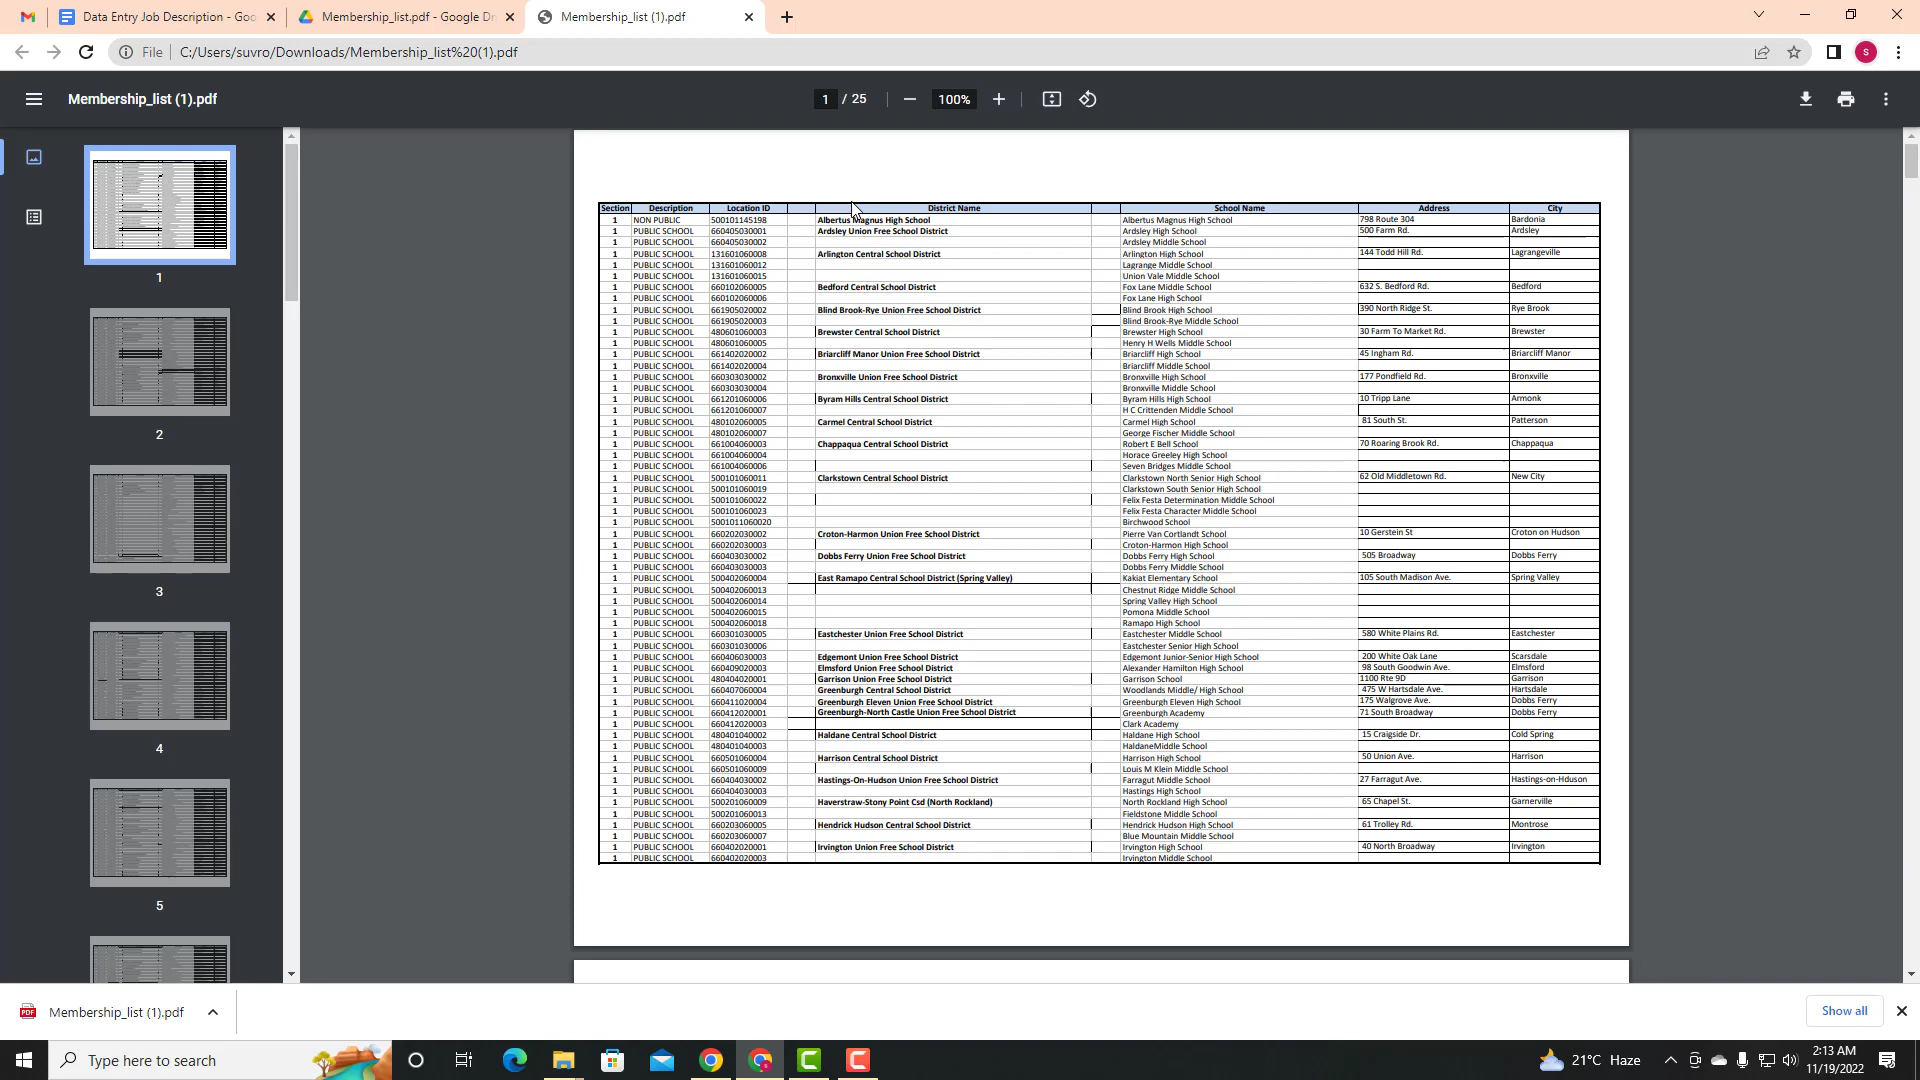 Data Entry Job Description - Goo
Membership_list.pdf - Google Dri
Membership_list (1).pdf
File C:/Users/suvro/Downloads/Membership_list%20(1).pdf
S
Membership_list (1).pdf
1 / 25
100%
1
2
3
4
5
Section Description Location ID District Name School Name Address City
1 NON PUBLIC 500101145198 Albertus Magnus High School Albertus Magnus High School 798 Route 304 Bardonia
1 PUBLIC SCHOOL 660405030001 Ardsley Union Free School District Ardsley High School 500 Farm Rd. Ardsley
1 PUBLIC SCHOOL 660405030002 Ardsley Middle School
1 PUBLIC SCHOOL 131601060008 Arlington Central School District Arlington High School 144 Todd Hill Rd. Lagrangeville
1 PUBLIC SCHOOL 131601060012 Lagrange Middle School
1 PUBLIC SCHOOL 131601060015 Union Vale Middle School
1 PUBLIC SCHOOL 660102060005 Bedford Central School District Fox Lane Middle School 632 S. Bedford Rd. Bedford
1 PUBLIC SCHOOL 660102060006 Fox Lane High School
1 PUBLIC SCHOOL 661905020002 Blind Brook-Rye Union Free School District Blind Brook High School 390 North Ridge St. Rye Brook
1 PUBLIC SCHOOL 661905020003 Blind Brook-Rye Middle School
1 PUBLIC SCHOOL 480601060003 Brewster Central School District Brewster High School 30 Farm To Market Rd. Brewster
1 PUBLIC SCHOOL 480601060005 Henry H Wells Middle School
1 PUBLIC SCHOOL 661402020002 Briarcliff Manor Union Free School District Briarcliff High School 45 Ingham Rd. Briarcliff Manor
1 PUBLIC SCHOOL 661402020004 Briarcliff Middle School
1 PUBLIC SCHOOL 660303030002 Bronxville Union Free School District Bronxville High School 177 Pondfield Rd. Bronxville
1 PUBLIC SCHOOL 660303030004 Bronxville Middle School
1 PUBLIC SCHOOL 661201060006 Byram Hills Central School District Byram Hills High School 10 Tripp Lane Armonk
1 PUBLIC SCHOOL 661201060007 H C Crittenden Middle School
1 PUBLIC SCHOOL 480102060005 Carmel Central School District Carmel High School 81 South St. Patterson
1 PUBLIC SCHOOL 480102060007 George Fischer Middle School
1 PUBLIC SCHOOL 661004060003 Chappaqua Central School District Robert E Bell School 70 Roaring Brook Rd. Chappaqua
1 PUBLIC SCHOOL 661004060004 Horace Greeley High School
1 PUBLIC SCHOOL 661004060006 Seven Bridges Middle School
1 PUBLIC SCHOOL 500101060011 Clarkstown Central School District Clarkstown North Senior High School 62 Old Middletown Rd. New City
1 PUBLIC SCHOOL 500101060019 Clarkstown South Senior High School
1 PUBLIC SCHOOL 500101060022 Felix Festa Determination Middle School
1 PUBLIC SCHOOL 500101060023 Felix Festa Character Middle School
1 PUBLIC SCHOOL 5001011060020 Birchwood School
1 PUBLIC SCHOOL 660202030002 Croton-Harmon Union Free School District Pierre Van Cortlandt School 10 Gerstein St Croton on Hudson
1 PUBLIC SCHOOL 660202030003 Croton-Harmon High School
1 PUBLIC SCHOOL 660403030002 Dobbs Ferry Union Free School District Dobbs Ferry High School 505 Broadway Dobbs Ferry
1 PUBLIC SCHOOL 660403030003 Dobbs Ferry Middle School
1 PUBLIC SCHOOL 500402060004 East Ramapo Central School District (Spring Valley) Kakiat Elementary School 105 South Madison Ave. Spring Valley
1 PUBLIC SCHOOL 500402060013 Chestnut Ridge Middle School
1 PUBLIC SCHOOL 500402060014 Spring Valley High School
1 PUBLIC SCHOOL 500402060015 Pomona Middle School
1 PUBLIC SCHOOL 500402060018 Ramapo High School
1 PUBLIC SCHOOL 660301030005 Eastchester Union Free School District Eastchester Middle School 580 White Plains Rd. Eastchester
1 PUBLIC SCHOOL 660301030006 Eastchester Senior High School
1 PUBLIC SCHOOL 660406030003 Edgemont Union Free School District Edgemont Junior-Senior High School 200 White Oak Lane Scarsdale
1 PUBLIC SCHOOL 660409020003 Elmsford Union Free School District Alexander Hamilton High School 98 South Goodwin Ave. Elmsford
1 PUBLIC SCHOOL 480404020001 Garrison Union Free School District Garrison School 1100 Rte 9D Garrison
1 PUBLIC SCHOOL 660407060004 Greenburgh Central School District Woodlands Middle/ High School 475 W Hartsdale Ave. Hartsdale
1 PUBLIC SCHOOL 660411020004 Greenburgh Eleven Union Free School District Greenburgh Eleven High School 175 Walgrove Ave. Dobbs Ferry
1 PUBLIC SCHOOL 660412020001 Greenburgh-North Castle Union Free School District Greenburgh Academy 71 South Broadway Dobbs Ferry
1 PUBLIC SCHOOL 660412020003 Clark Academy
1 PUBLIC SCHOOL 480401040002 Haldane Central School District Haldane High School 15 Craigside Dr. Cold Spring
1 PUBLIC SCHOOL 480401040003 HaldaneMiddle School
1 PUBLIC SCHOOL 660501060004 Harrison Central School District Harrison High School 50 Union Ave. Harrison
1 PUBLIC SCHOOL 660501060009 Louis M Klein Middle School
1 PUBLIC SCHOOL 660404030002 Hastings-On-Hudson Union Free School District Farragut Middle School 27 Farragut Ave. Hastings-on-Hduson
1 PUBLIC SCHOOL 660404030003 Hastings High School
1 PUBLIC SCHOOL 500201060009 Haverstraw-Stony Point Csd (North Rockland) North Rockland High School 65 Chapel St. Garnerville
1 PUBLIC SCHOOL 500201060013 Fieldstone Middle School
1 PUBLIC SCHOOL 660203060005 Hendrick Hudson Central School District Hendrick Hudson High School 61 Trolley Rd. Montrose
1 PUBLIC SCHOOL 660203060007 Blue Mountain Middle School
1 PUBLIC SCHOOL 660402020001 Irvington Union Free School District Irvington High School 40 North Broadway Irvington
1 PUBLIC SCHOOL 660402020003 Irvington Middle School
Membership_list (1).pdf
Show all
Type here to search
21°C Haze
2:13 AM
11/19/2022